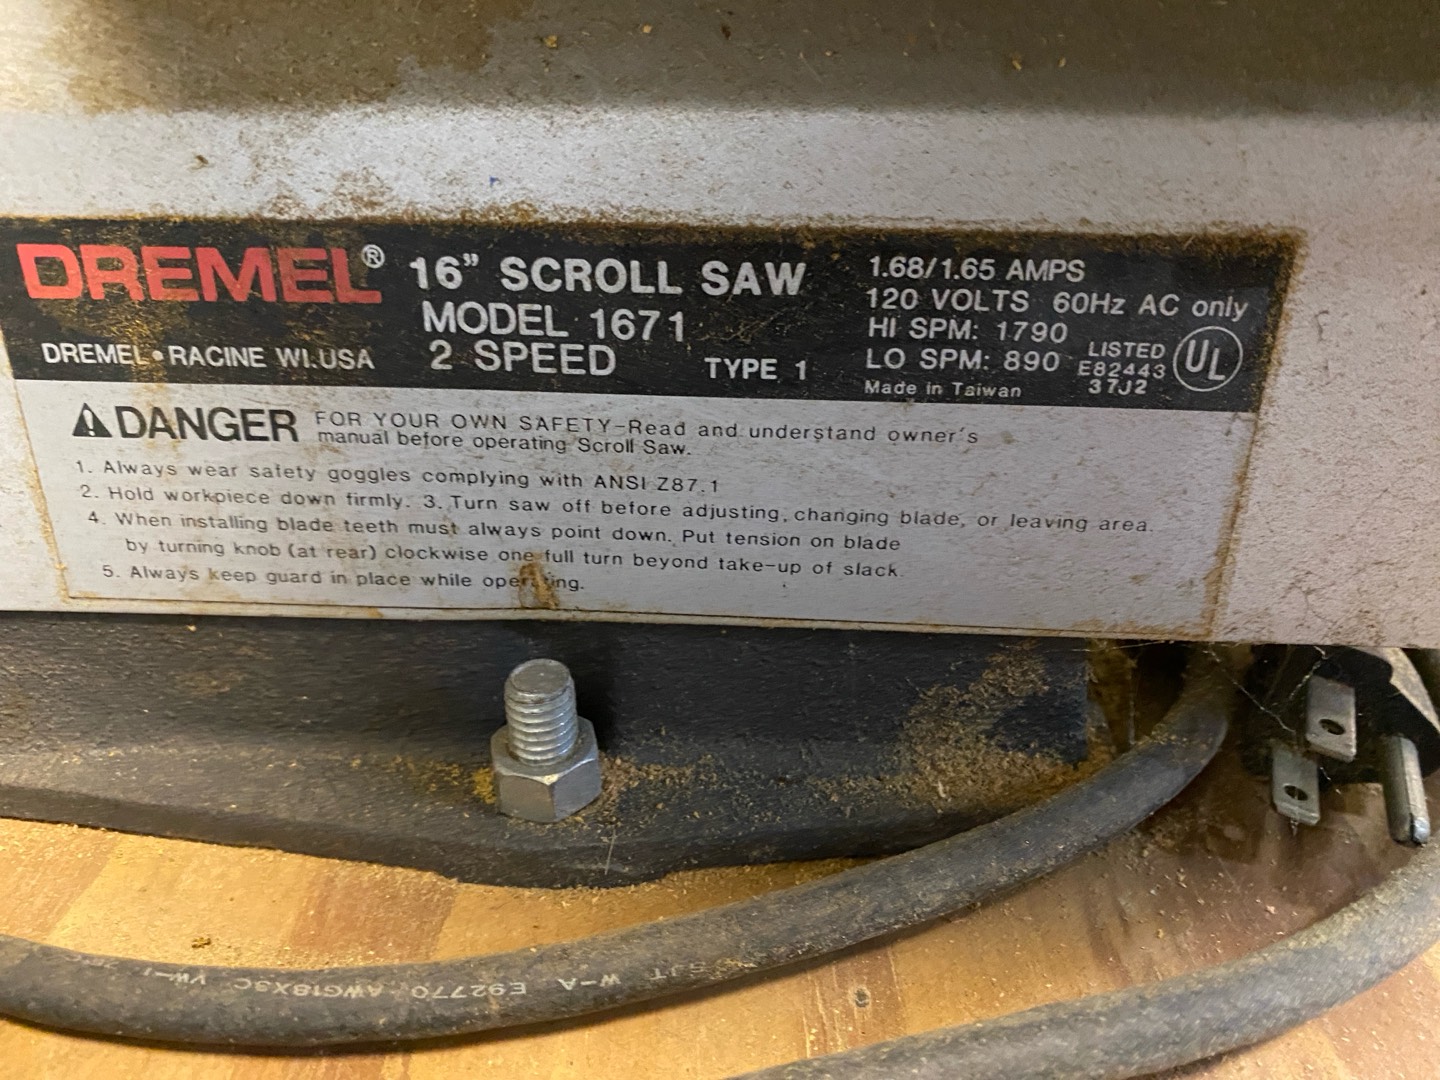 DREMEL®
DREMEL•RACINE WI.USA
16” SCROLL SAW
MODEL 1671
2 SPEED
TYPE 1
1.68/1.65 AMPS
120 VOLTS 60Hz AC only
HI SPM: 1790
LO SPM: 890
Made in Taiwan
LISTED
E82443
37J2
UL
DANGER
FOR YOUR OWN SAFETY-Read and understand owner's
manual before operating Scroll Saw.
1. Always wear safety goggles complying with ANSI Z87.1
2. Hold workpiece down firmly. 3. Turn saw off before adjusting, changing blade, or leaving area.
4. When installing blade teeth must always point down. Put tension on blade
by turning knob (at rear) clockwise one full turn beyond take-up of slack.
5. Always keep guard in place while operating.
W-A E92770 AWG18X3C VW-1
SJT